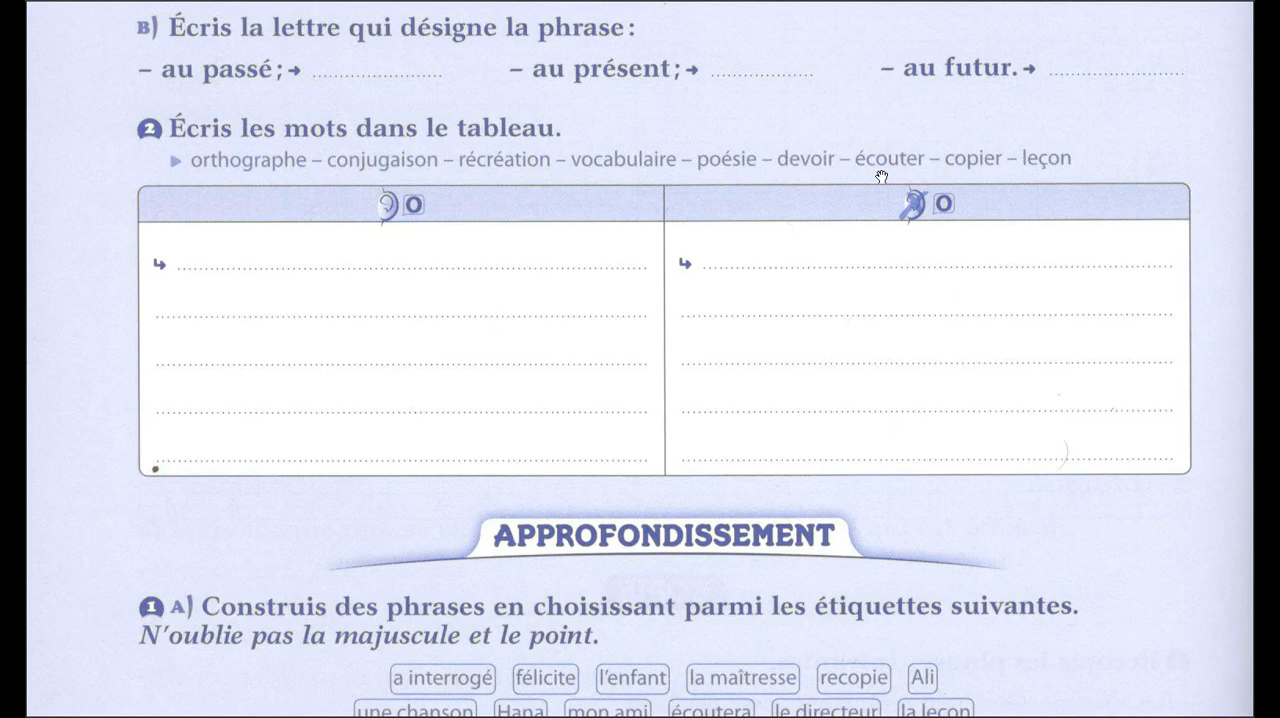 B) Écris la lettre qui désigne la phrase :
– au passé ; → .................... – au présent ; → .................... – au futur. → ....................
2 Écris les mots dans le tableau.
orthographe – conjugaison – récréation – vocabulaire – poésie – devoir – écouter – copier – leçon
O O
APPROFONDISSEMENT
1 A) Construis des phrases en choisissant parmi les étiquettes suivantes.
N'oublie pas la majuscule et le point.
a interrogé félicite l'enfant la maîtresse recopie Ali
une chanson Hana mon ami écoutera le directeur la leçon